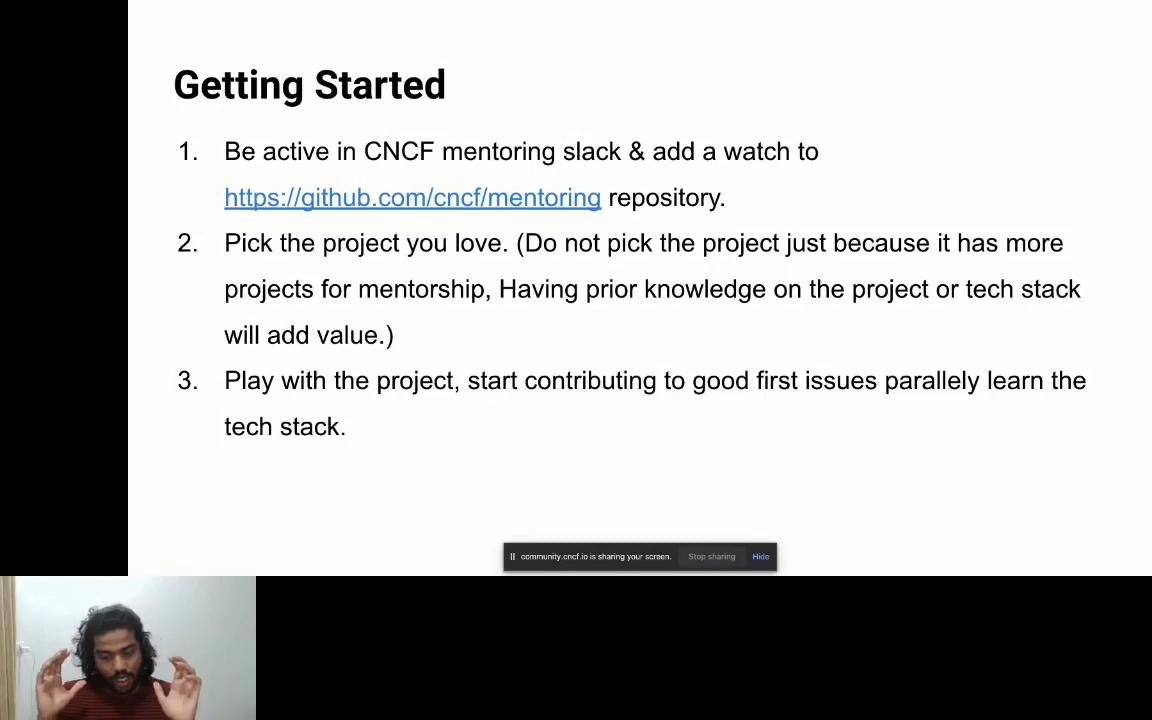 Getting Started
1. Be active in CNCF mentoring slack & add a watch to
https://github.com/cncf/mentoring repository.
2. Pick the project you love. (Do not pick the project just because it has more
projects for mentorship, Having prior knowledge on the project or tech stack
will add value.)
3. Play with the project, start contributing to good first issues parallely learn the
tech stack.
community.cncf.io is sharing your screen. Stop sharing Hide